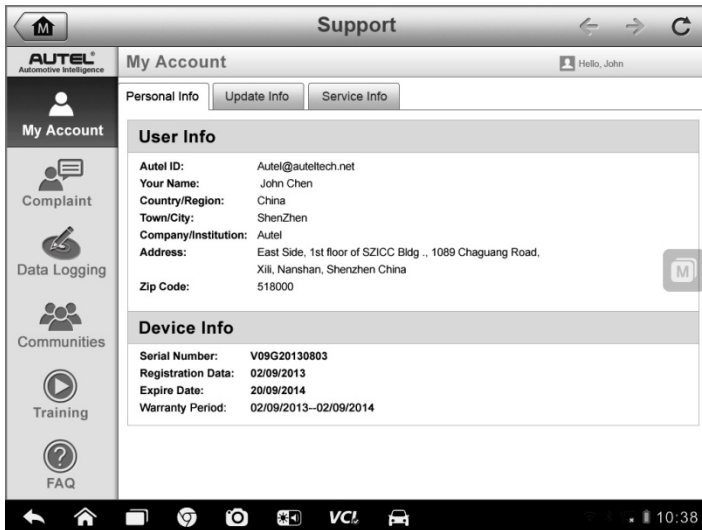 M
Support
AUTEL®
Automotive Intelligence
My Account
Hello, John
Personal Info
Update Info
Service Info
My Account
Complaint
Data Logging
Communities
Training
FAQ
User Info
Autel ID: Autel@auteltech.net
Your Name: John Chen
Country/Region: China
Town/City: ShenZhen
Company/Institution: Autel
Address: East Side, 1st floor of SZICC Bldg ., 1089 Chaguang Road,
Xili, Nanshan, Shenzhen China
Zip Code: 518000
M
Device Info
Serial Number: V09G20130803
Registration Data: 02/09/2013
Expire Date: 20/09/2014
Warranty Period: 02/09/2013--02/09/2014
VCI
10:38